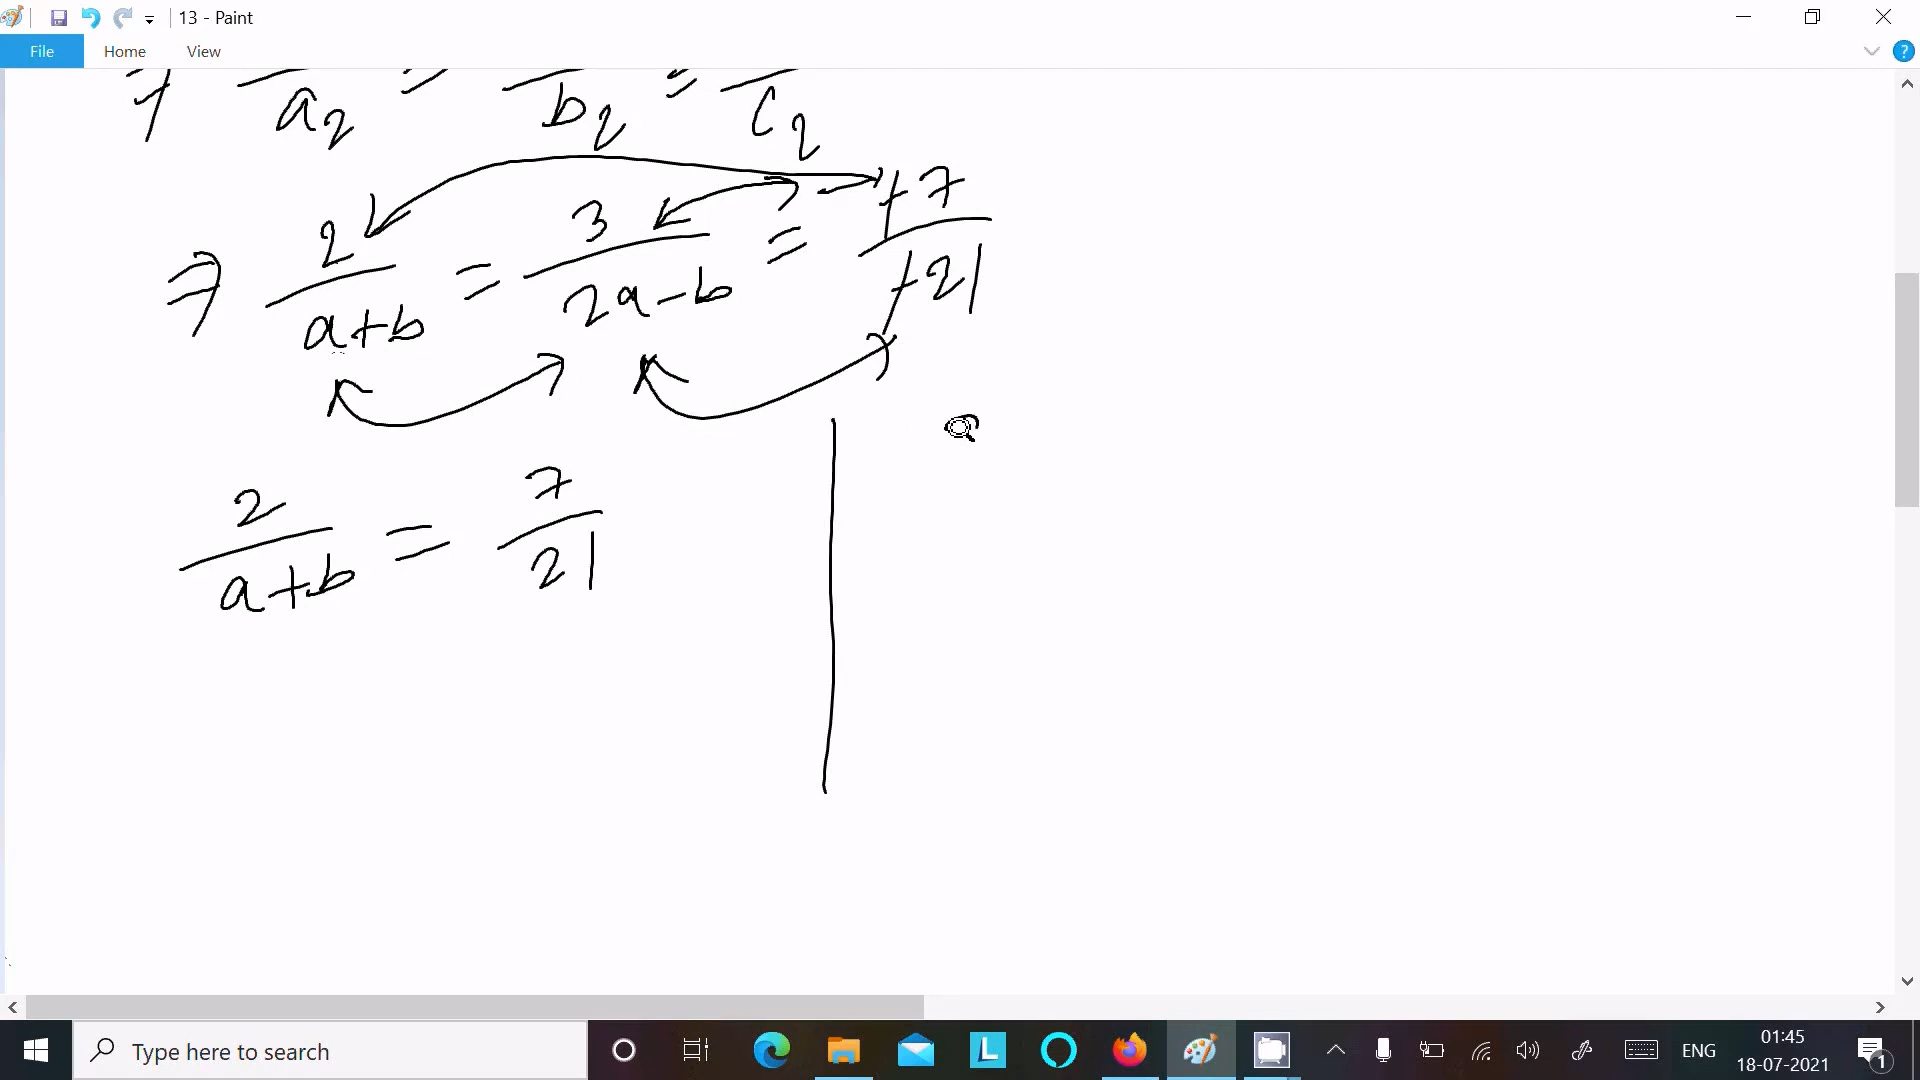 13 - Paint
File Home View
⇒ a₂ = b₂ = c₂
⇒ 2/(a+b) = 3/(2a-b) = +7/+21
2/(a+b) = 7/21
Type here to search
ENG
01:45
18-07-2021
1